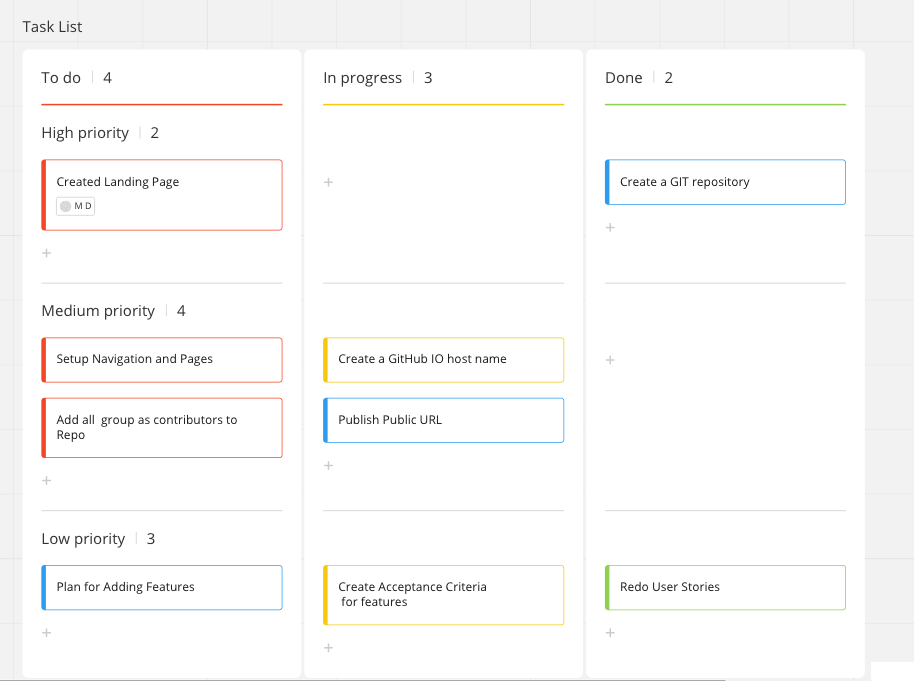 Task List
To do 4
In progress 3
Done 2
High priority 2
Created Landing Page
M D
Create a GIT repository
Medium priority 4
Setup Navigation and Pages
Create a GitHub IO host name
Add all  group as contributors to
Repo
Publish Public URL
Low priority 3
Plan for Adding Features
Create Acceptance Criteria
for features
Redo User Stories